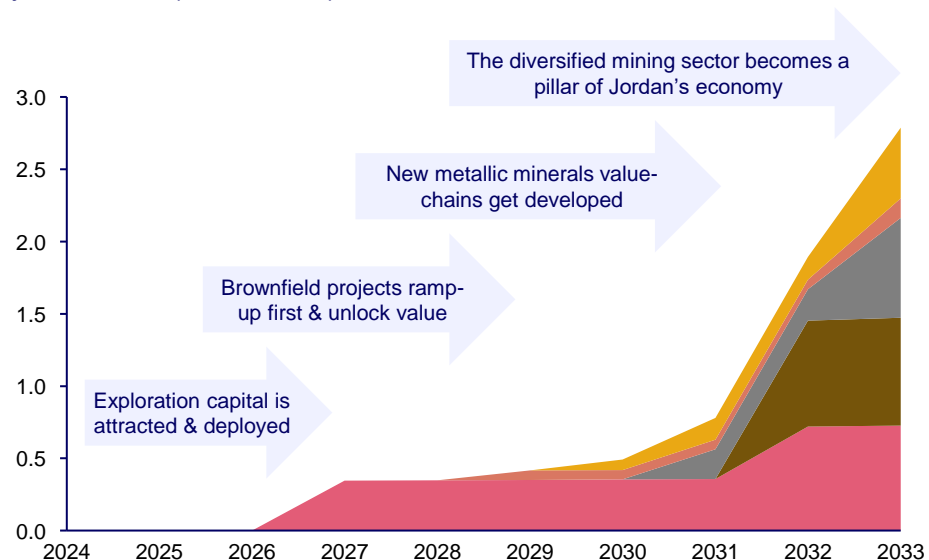 The diversified mining sector becomes a
pillar of Jordan's economy
3.0
New metallic minerals value-
chains get developed
2.5
2.0
Brownfield projects ramp-
up first & unlock value
1.5
1.0
Exploration capital is
attracted & deployed
0.5
0.0
2024 2025 2026 2027 2028 2029 2030 2031 2032 2033